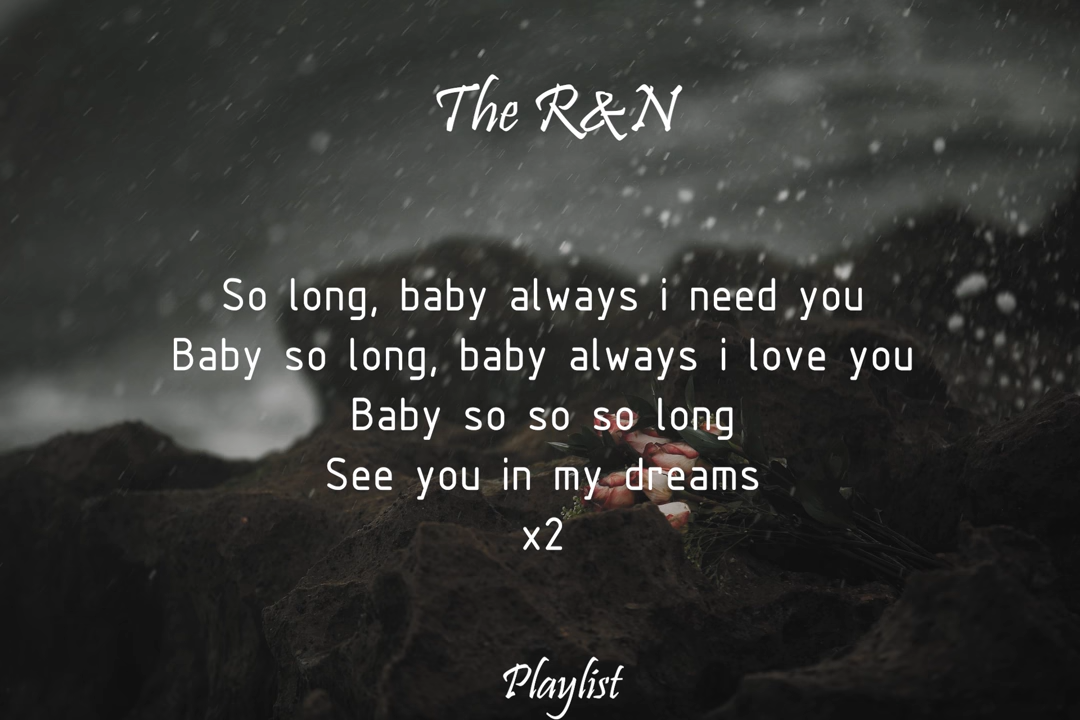 The R&N
So long, baby always i need you
Baby so long, baby always i love you
Baby so so so long
See you in my dreams
x2
Playlist